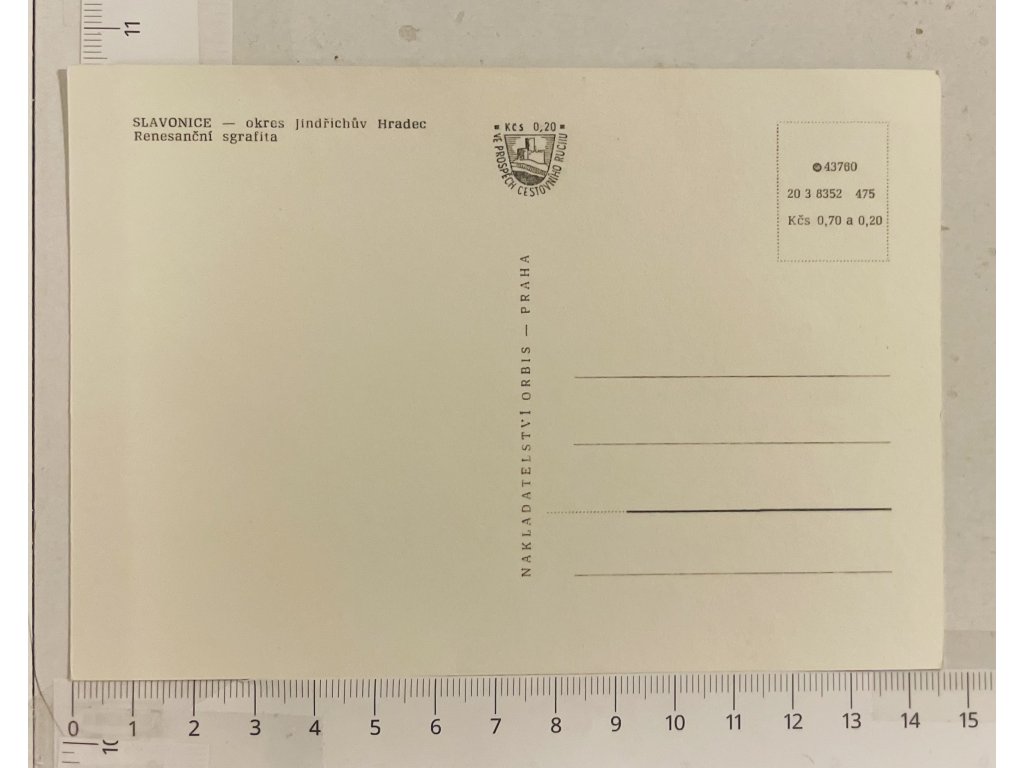 11
SLAVONICE — okres Jindřichův Hradec
Renesanční sgrafita
Kčs 0,20
VE PROSPĚCH CESTOVNÍHO RUCHU
43760
20 3 8352 475
Kčs 0,70 a 0,20
NAKLADATELSTVÍ ORBIS — PRAHA
0 1 2 3 4 5 6 7 8 9 10 11 12 13 14 15
10